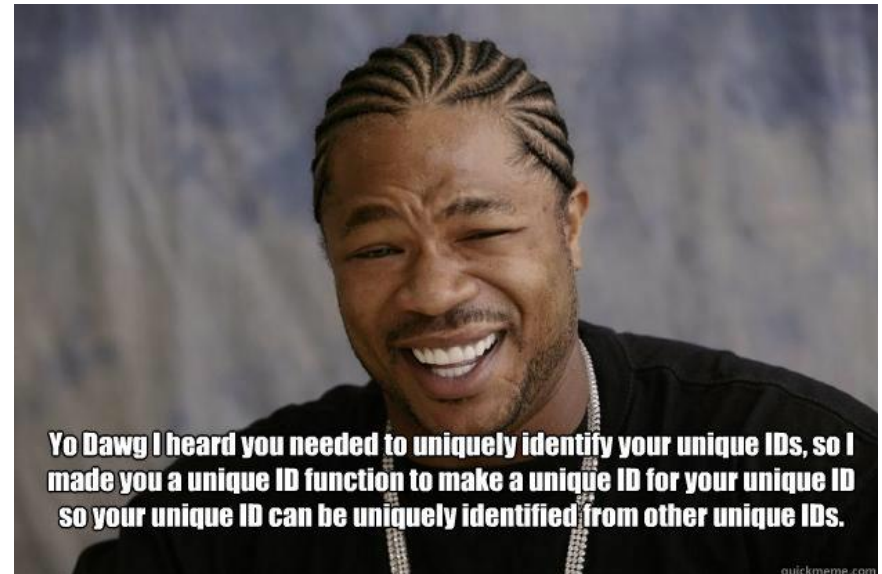 Yo Dawg I heard you needed to uniquely identify your unique IDs, so I
made you a unique ID function to make a unique ID for your unique ID
so your unique ID can be uniquely identified from other unique IDs.
quickmeme.com